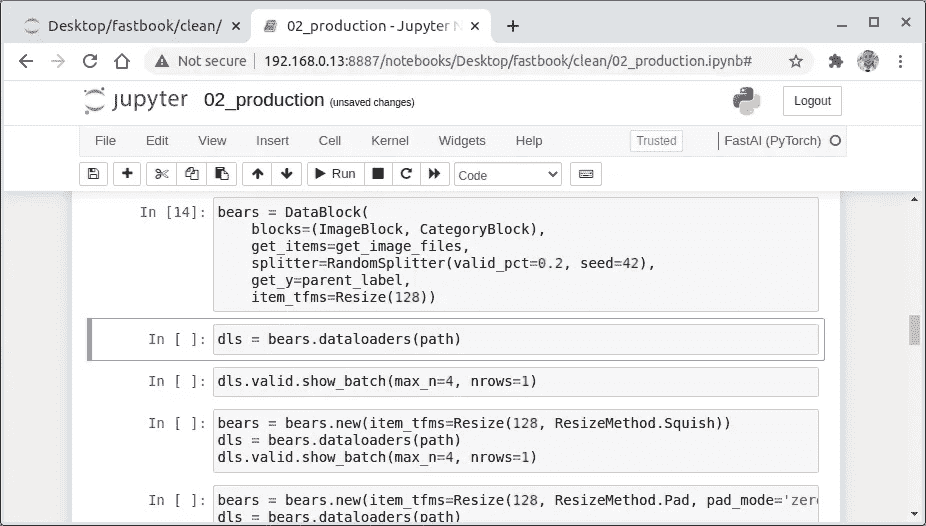 Desktop/fastbook/clean/
02_production - Jupyter N
Not secure 192.168.0.13:8887/notebooks/Desktop/fastbook/clean/02_production.ipynb#
jupyter 02_production (unsaved changes)
Logout
File Edit View Insert Cell Kernel Widgets Help Trusted FastAI (PyTorch)
Run Code
In [14]: bears = DataBlock(
blocks=(ImageBlock, CategoryBlock),
get_items=get_image_files,
splitter=RandomSplitter(valid_pct=0.2, seed=42),
get_y=parent_label,
item_tfms=Resize(128))
In [ ]: dls = bears.dataloaders(path)
In [ ]: dls.valid.show_batch(max_n=4, nrows=1)
In [ ]: bears = bears.new(item_tfms=Resize(128, ResizeMethod.Squish))
dls = bears.dataloaders(path)
dls.valid.show_batch(max_n=4, nrows=1)
In [ ]: bears = bears.new(item_tfms=Resize(128, ResizeMethod.Pad, pad_mode='zer
dls = bears.dataloaders(path)